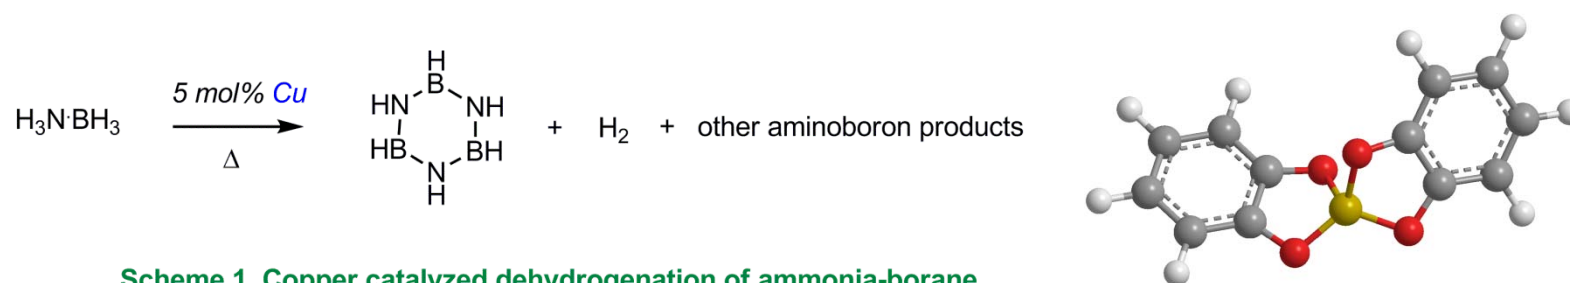 H₃N·BH₃
5 mol% Cu
Δ
H
B
HN
NH
HB
BH
N
H
+ H₂ + other aminoboron products
Scheme 1. Copper catalyzed dehydrogenation of ammonia-borane